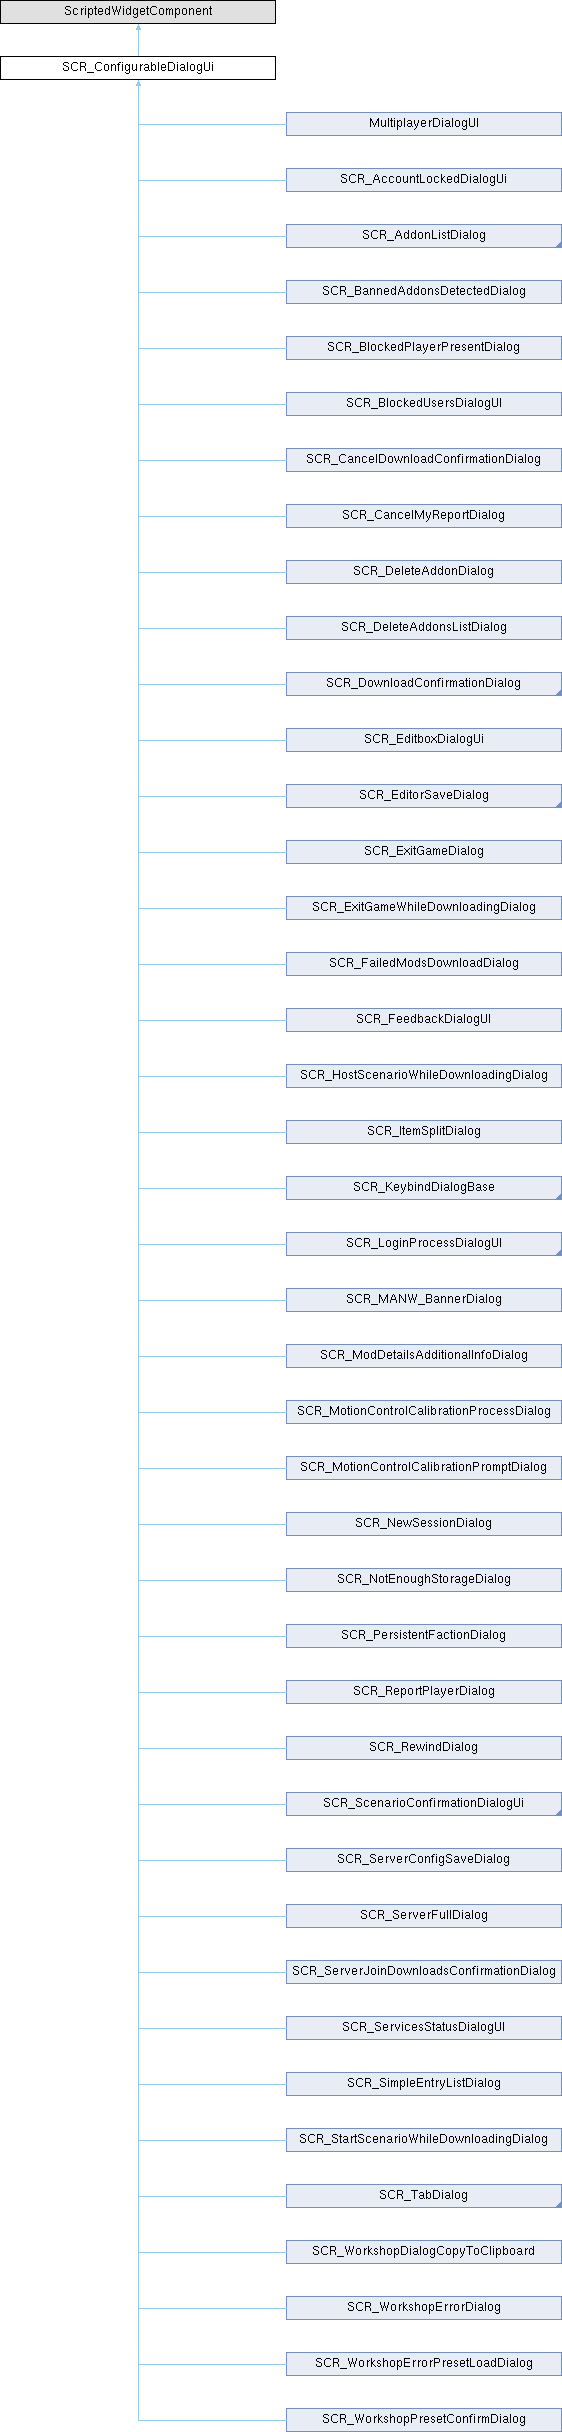 ScriptedWidgetComponent
SCR_ConfigurableDialogUi
MultiplayerDialogUI
SCR_AccountLockedDialogUi
SCR_AddonListDialog
SCR_BannedAddonsDetectedDialog
SCR_BlockedPlayerPresentDialog
SCR_BlockedUsersDialogUI
SCR_CancelDownloadConfirmationDialog
SCR_CancelMyReportDialog
SCR_DeleteAddonDialog
SCR_DeleteAddonsListDialog
SCR_DownloadConfirmationDialog
SCR_EditboxDialogUi
SCR_EditorSaveDialog
SCR_ExitGameDialog
SCR_ExitGameWhileDownloadingDialog
SCR_FailedModsDownloadDialog
SCR_FeedbackDialogUI
SCR_HostScenarioWhileDownloadingDialog
SCR_ItemSplitDialog
SCR_KeybindDialogBase
SCR_LoginProcessDialogUI
SCR_MANW_BannerDialog
SCR_ModDetailsAdditionalInfoDialog
SCR_MotionControlCalibrationProcessDialog
SCR_MotionControlCalibrationPromptDialog
SCR_NewSessionDialog
SCR_NotEnoughStorageDialog
SCR_PersistentFactionDialog
SCR_ReportPlayerDialog
SCR_RewindDialog
SCR_ScenarioConfirmationDialogUi
SCR_ServerConfigSaveDialog
SCR_ServerFullDialog
SCR_ServerJoinDownloadsConfirmationDialog
SCR_ServicesStatusDialogUI
SCR_SimpleEntryListDialog
SCR_StartScenarioWhileDownloadingDialog
SCR_TabDialog
SCR_WorkshopDialogCopyToClipboard
SCR_WorkshopErrorDialog
SCR_WorkshopErrorPresetLoadDialog
SCR_WorkshopPresetConfirmDialog